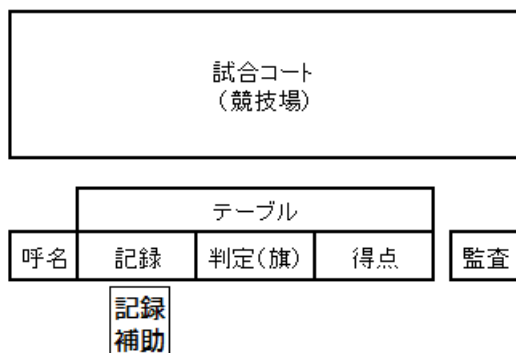 試合コート
（競技場）
テーブル
呼名 記録 判定(旗) 得点 監査
記録
補助